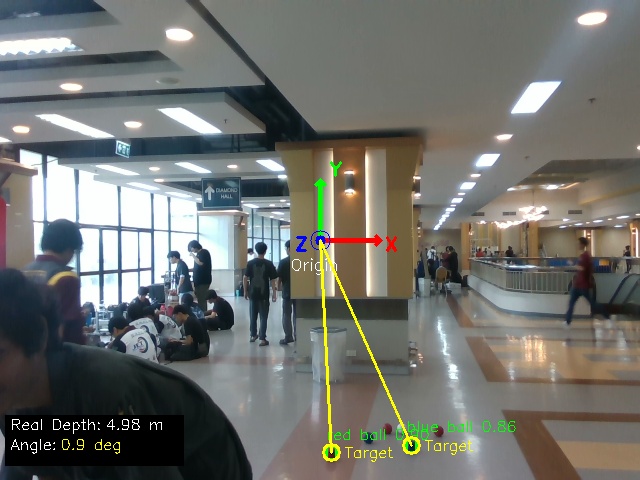 DIAMOND
HALL
Y
Z
X
Origin
blue ball 0.86
ed ball 0.
Target
Target
Real Depth: 4.98 m
Angle: 0.9 deg